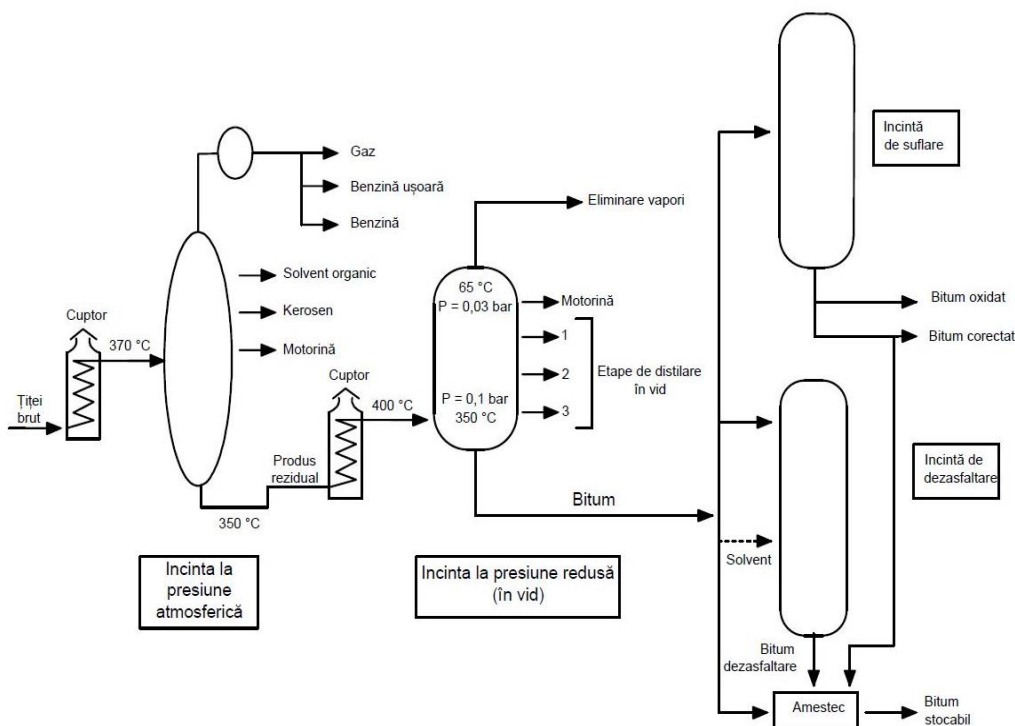 Gaz
Benzină ușoară
Benzină
Solvent organic
Kerosen
Motorină
Cuptor
370 °C
Țiței
brut
Produs
rezidual
350 °C
Cuptor
400 °C
Incinta la
presiune
atmosferică
Eliminare vapori
65 °C
P = 0,03 bar
Motorină
1
2
3
Etape de distilare
în vid
P = 0,1 bar
350 °C
Bitum
Incinta la presiune redusă
(în vid)
Incintă
de suflare
Bitum oxidat
Bitum corectat
Incintă de
dezasfaltare
Solvent
Bitum
dezasfaltare
Amestec
Bitum
stocabil